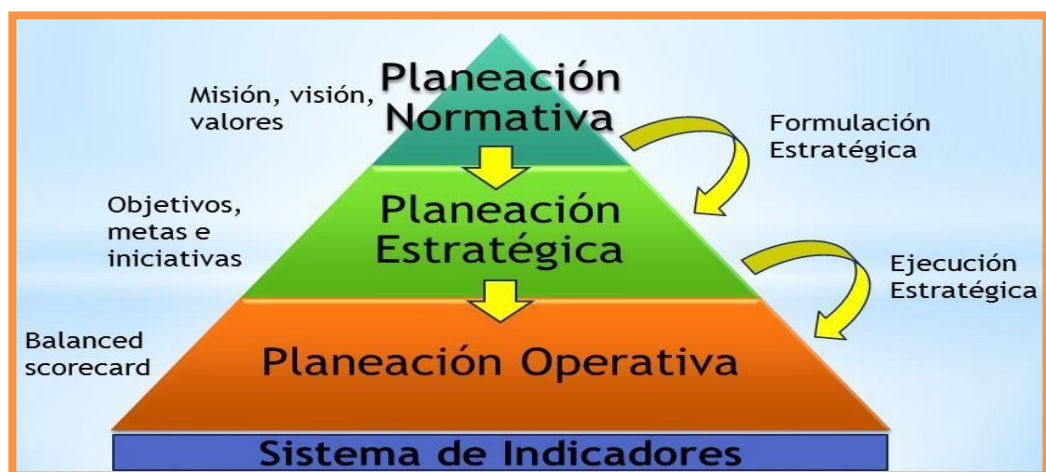 Planeación
Normativa
Misión, visión,
valores
Formulación
Estratégica
Planeación
Estratégica
Objetivos,
metas e
iniciativas
Ejecución
Estratégica
Planeación Operativa
Balanced
scorecard
Sistema de Indicadores